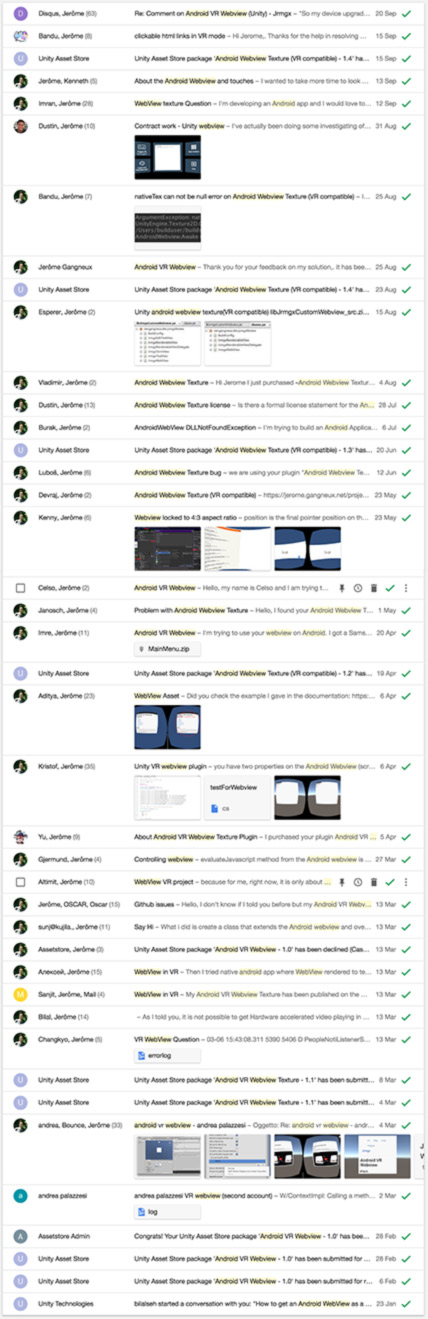 D Disqus, Jerôme (63) Re: Comment on Android VR Webview (Unity) - Jrmgx – "So my device upgrad... 20 Sep
Bandu, Jerôme (8) clickable html links in VR mode – Hi Jerome,, Thanks for the help in resolving ... 15 Sep
U Unity Asset Store Unity Asset Store package 'Android Webview Texture (VR compatible) - 1.4' ha... 15 Sep
Jerôme, Kenneth (5) About the Android Webview and touches – I wanted to take more time to look ... 13 Sep
Imran, Jerôme (28) WebView texture Question – I'm developing an Android app and I would love to... 12 Sep
Dustin, Jerôme (10) Contract work - Unity webview – I've actually been doing some investigating of... 31 Aug
Bandu, Jerôme (7) nativeTex can not be null error on Android Webview Texture (VR compatible) – I... 25 Aug
ArgumentException: nat
UnityEngine.Texture2D.
/Users/builduser/build
AndroidWebview.Awake
Jerôme Gangneux Android VR Webview – Thank you for your feedback on my solution,, it has bee... 25 Aug
U Unity Asset Store Unity Asset Store package 'Android Webview Texture (VR compatible) - 1.4' ha... 23 Aug
Esperer, Jerôme (2) Unity android webview texture(VR compatible) libJrmgxCustomWebview_src.zi... 15 Aug
Vladimir, Jerôme (2) Android Webview Texture – Hi Jerome I just purchased «Android Webview Textur... 4 Aug
Dustin, Jerôme (13) Android Webview Texture license – Is there a formal license statement for the An... 28 Jul
Burak, Jerôme (2) AndroidWebView DLLNotFoundException – I'm trying to build an Android Applica... 6 Jul
U Unity Asset Store Unity Asset Store package 'Android Webview Texture (VR compatible) - 1.3' has... 20 Jun
Luboš, Jerôme (6) Android Webview Texture bug – we are using your plugin "Android Webview Te... 12 Jun
Devraj, Jerôme (2) Android Webview Texture (VR compatible) – https://jerome.gangneux.net/proje... 23 May
Kenny, Jerôme (6) Webview locked to 4:3 aspect ratio – position is the final pointer position on the... 23 May
Celso, Jerôme (2) Android VR Webview – Hello, my name is Celso and I am trying t...
Janosch, Jerôme (4) Problem with Android Webview Texture – Hello, I found your Android Webview T... 1 May
Imre, Jerôme (11) Android VR Webview – I'm trying to use your webview on Android. I got a Sams... 20 Apr
MainMenu.zip
U Unity Asset Store Unity Asset Store package 'Android Webview Texture (VR compatible) - 1.2' has... 19 Apr
Aditya, Jerôme (23) WebView Asset – Did you check the example I gave in the documentation: https:... 6 Apr
Kristof, Jerôme (35) Unity VR webview plugin – you have two properties on the Android Webview (scr... 6 Apr
testForWebview
cs
Yu, Jerôme (9) About Android VR Webview Texture Plugin – I purchased your plugin Android VR ... 5 Apr
Gjermund, Jerôme (4) Controlling webview – evaluateJavascript method from the Android webview is ... 27 Mar
Altimit, Jerôme (10) WebView VR project – because for me, right now, it is only about ...
Jerôme, OSCAR, Oscar (15) Github issues – Hello, I don't know if I told you before but my Android VR Webv... 13 Mar
sunj@kujlis., Jerôme (11) Say Hi – What i did is create a class that extends the Android webview and ove... 13 Mar
Assetstore, Jerôme (3) Unity Asset Store package 'Android VR Webview - 1.0' has been declined (Cas... 13 Mar
Алексей, Jerôme (15) WebView in VR – Then I tried native android app where WebView rendered to te... 13 Mar
M Sanjit, Jerôme, Mail (4) WebView in VR – My Android VR Webview Texture has been published on the ... 13 Mar
Bilal, Jerôme (14) – As I told you, it is not possible to get Hardware accelerated video playing in ... 13 Mar
Changkyo, Jerôme (5) VR WebView Question – 03-06 15:43:08.311 5390 5406 D PeopleNotiListenerS... 13 Mar
errorlog
U Unity Asset Store Unity Asset Store package 'Android VR Webview Texture - 1.1' has been submitt... 8 Mar
U Unity Asset Store Unity Asset Store package 'Android VR Webview Texture - 1.1' has been submitt... 4 Mar
andrea, Bounce, Jerôme (33) android vr webview - andrea palazzesi – Oggetto: Re: android vr webview - andr... 4 Mar
a andrea palazzesi andrea palazzesi VR webview (second account) – W/ContextImpl: Calling a meth... 2 Mar
log
A Assetstore Admin Congrats! Your Unity Asset Store package 'Android VR Webview - 1.0' has bee... 28 Feb
U Unity Asset Store Unity Asset Store package 'Android VR Webview - 1.0' has been submitted for r... 28 Feb
U Unity Asset Store Unity Asset Store package 'Android VR Webview - 1.0' has been submitted for r... 6 Feb
U Unity Technologies bilalseh started a conversation with you: "How to get an Android WebView as a ... 23 Jan